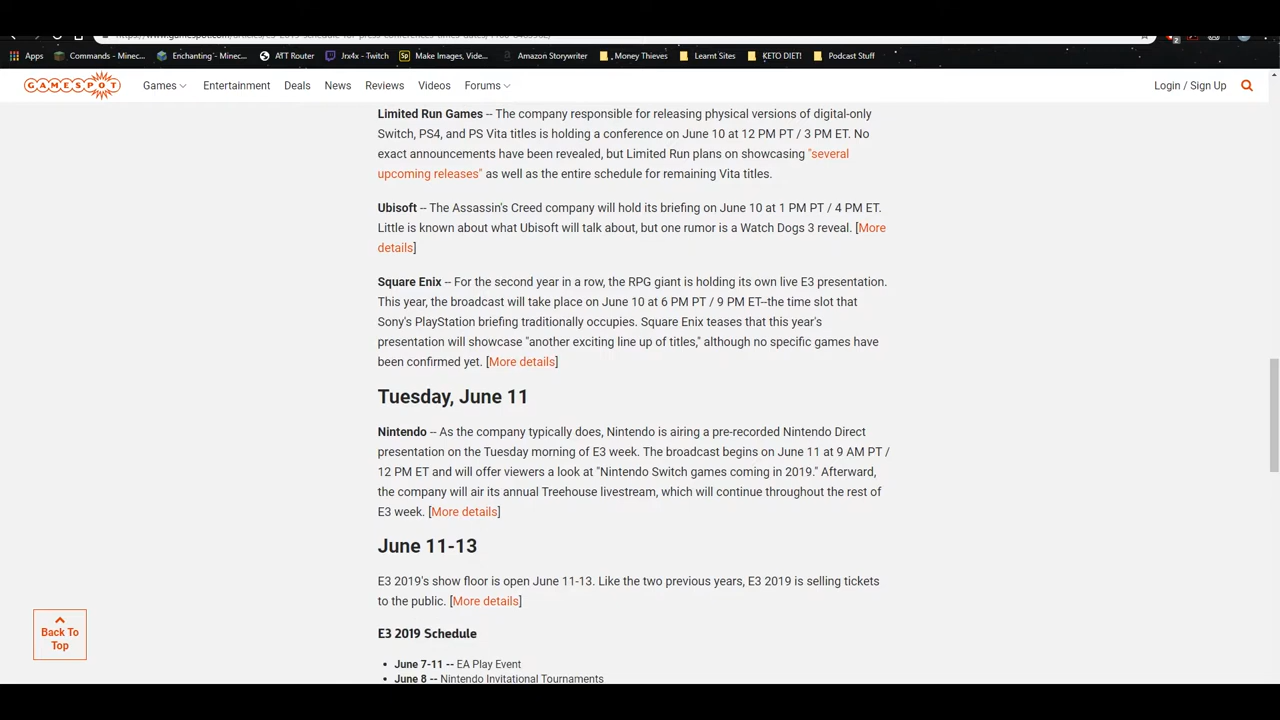 Apps Commands - Minec... Enchanting - Minec... ATT Router Jrx4x - Twitch Make Images, Vide... Amazon Storywriter Money Thieves Learnt Sites KETO DIET! Podcast Stuff
GAMESPOT Games Entertainment Deals News Reviews Videos Forums Login / Sign Up
Limited Run Games -- The company responsible for releasing physical versions of digital-only
Switch, PS4, and PS Vita titles is holding a conference on June 10 at 12 PM PT / 3 PM ET. No
exact announcements have been revealed, but Limited Run plans on showcasing "several
upcoming releases" as well as the entire schedule for remaining Vita titles.
Ubisoft -- The Assassin's Creed company will hold its briefing on June 10 at 1 PM PT / 4 PM ET.
Little is known about what Ubisoft will talk about, but one rumor is a Watch Dogs 3 reveal. [More
details]
Square Enix -- For the second year in a row, the RPG giant is holding its own live E3 presentation.
This year, the broadcast will take place on June 10 at 6 PM PT / 9 PM ET--the time slot that
Sony's PlayStation briefing traditionally occupies. Square Enix teases that this year's
presentation will showcase "another exciting line up of titles," although no specific games have
been confirmed yet. [More details]
Tuesday, June 11
Nintendo -- As the company typically does, Nintendo is airing a pre-recorded Nintendo Direct
presentation on the Tuesday morning of E3 week. The broadcast begins on June 11 at 9 AM PT /
12 PM ET and will offer viewers a look at "Nintendo Switch games coming in 2019." Afterward,
the company will air its annual Treehouse livestream, which will continue throughout the rest of
E3 week. [More details]
June 11-13
E3 2019's show floor is open June 11-13. Like the two previous years, E3 2019 is selling tickets
to the public. [More details]
Back To
Top
E3 2019 Schedule
• June 7-11 -- EA Play Event
• June 8 -- Nintendo Invitational Tournaments